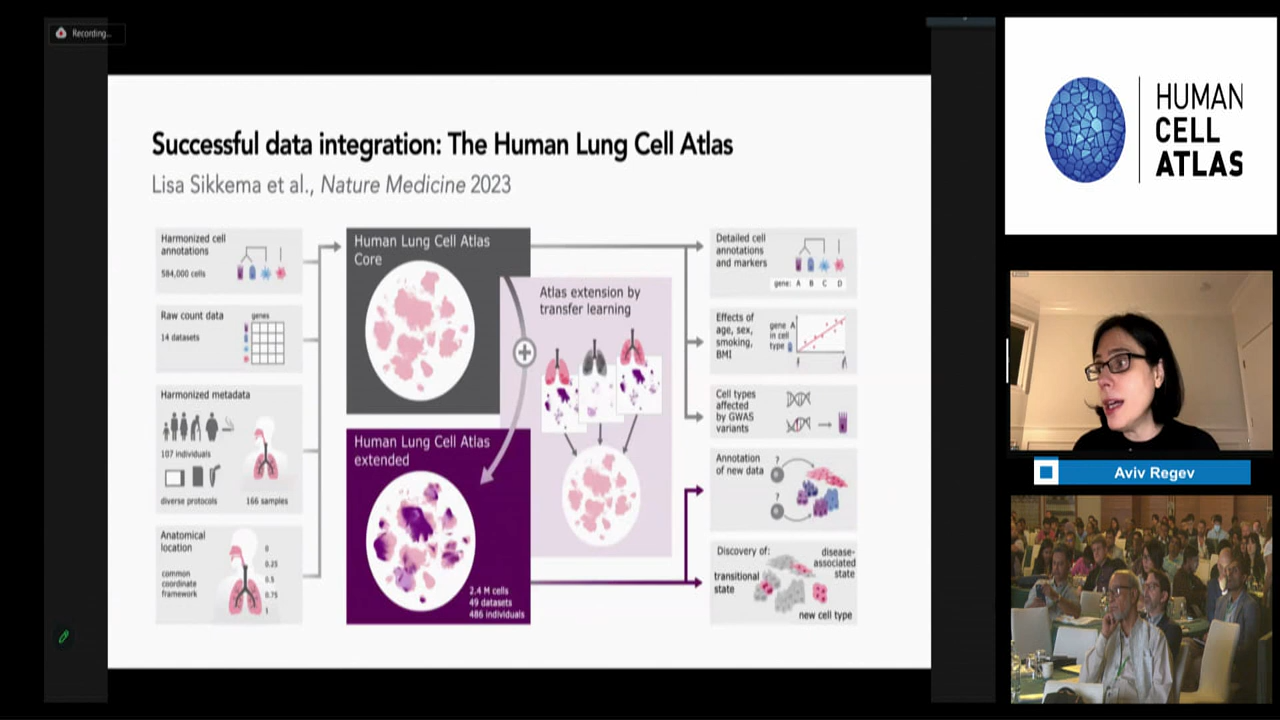 Recording...
Successful data integration: The Human Lung Cell Atlas
Lisa Sikkema et al., Nature Medicine 2023
Harmonized cell
annotations
584,000 cells
Raw count data
genes
14 datasets
Harmonized metadata
107 individuals
diverse protocols
166 samples
Anatomical
location
common
coordinate
framework
0
0.25
0.5
0.75
1
Human Lung Cell Atlas
Core
Atlas extension by
transfer learning
Human Lung Cell Atlas
extended
2.4 M cells
49 datasets
486 individuals
Detailed cell
annotations
and markers
gene: A B C D
Effects of
age, sex,
smoking,
BMI
gene A
in cell
type
Cell types
affected
by GWAS
variants
Annotation
of new data
?
?
Discovery of:
disease-
associated
state
transitional
state
new cell type
HUMAN
CELL
ATLAS
Aviv Regev